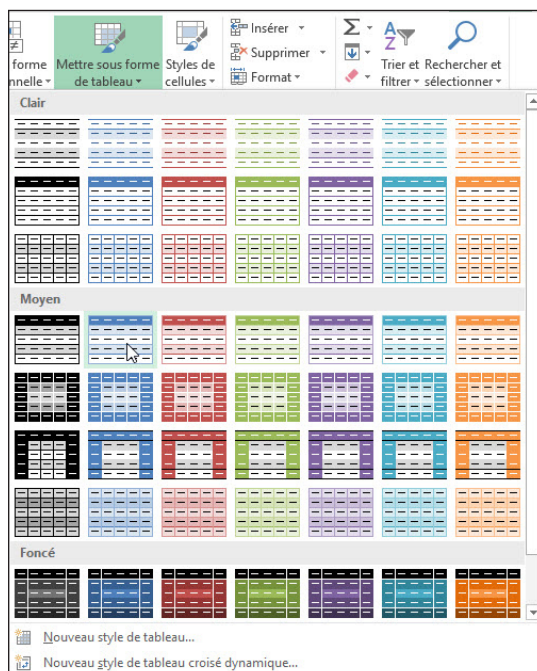 forme
nnelle
Mettre sous forme
de tableau
Styles de
cellules
Insérer
Supprimer
Format
Σ
A
Z
Trier et
filtrer
Rechercher et
sélectionner
Clair
Moyen
Foncé
Nouveau style de tableau...
Nouveau style de tableau croisé dynamique...